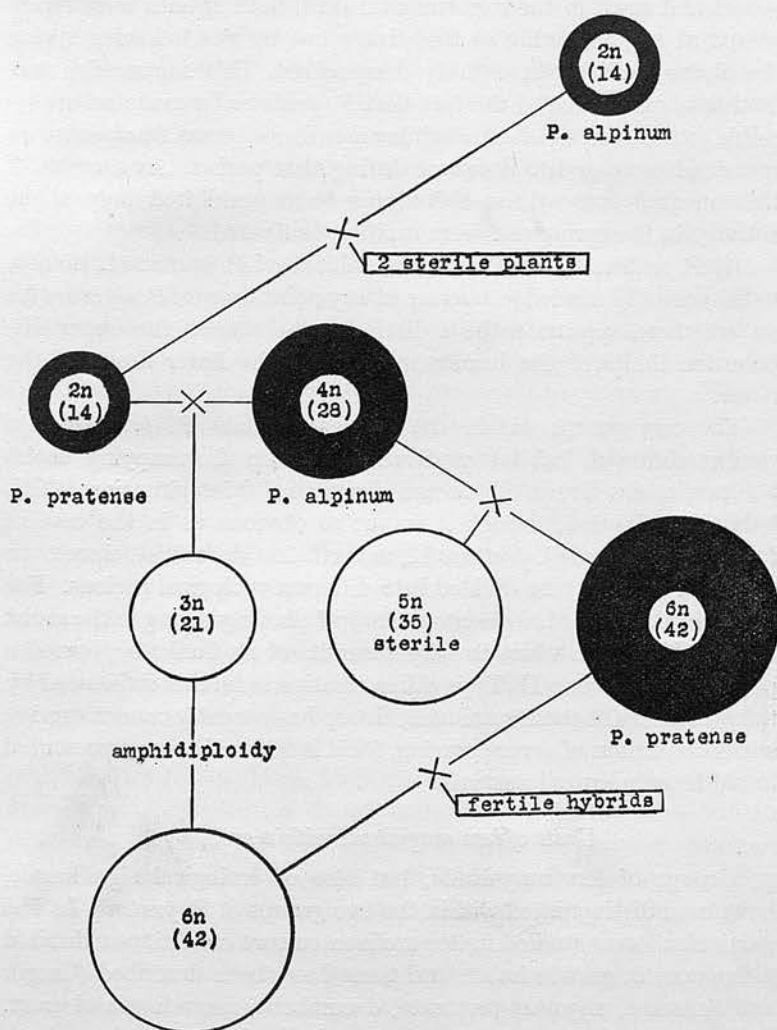 2n
(14)
P. alpinum
2 sterile plants
2n
(14)
4n
(28)
P. pratense
P. alpinum
3n
(21)
5n
(35)
sterile
6n
(42)
P. pratense
amphidiploidy
fertile hybrids
6n
(42)